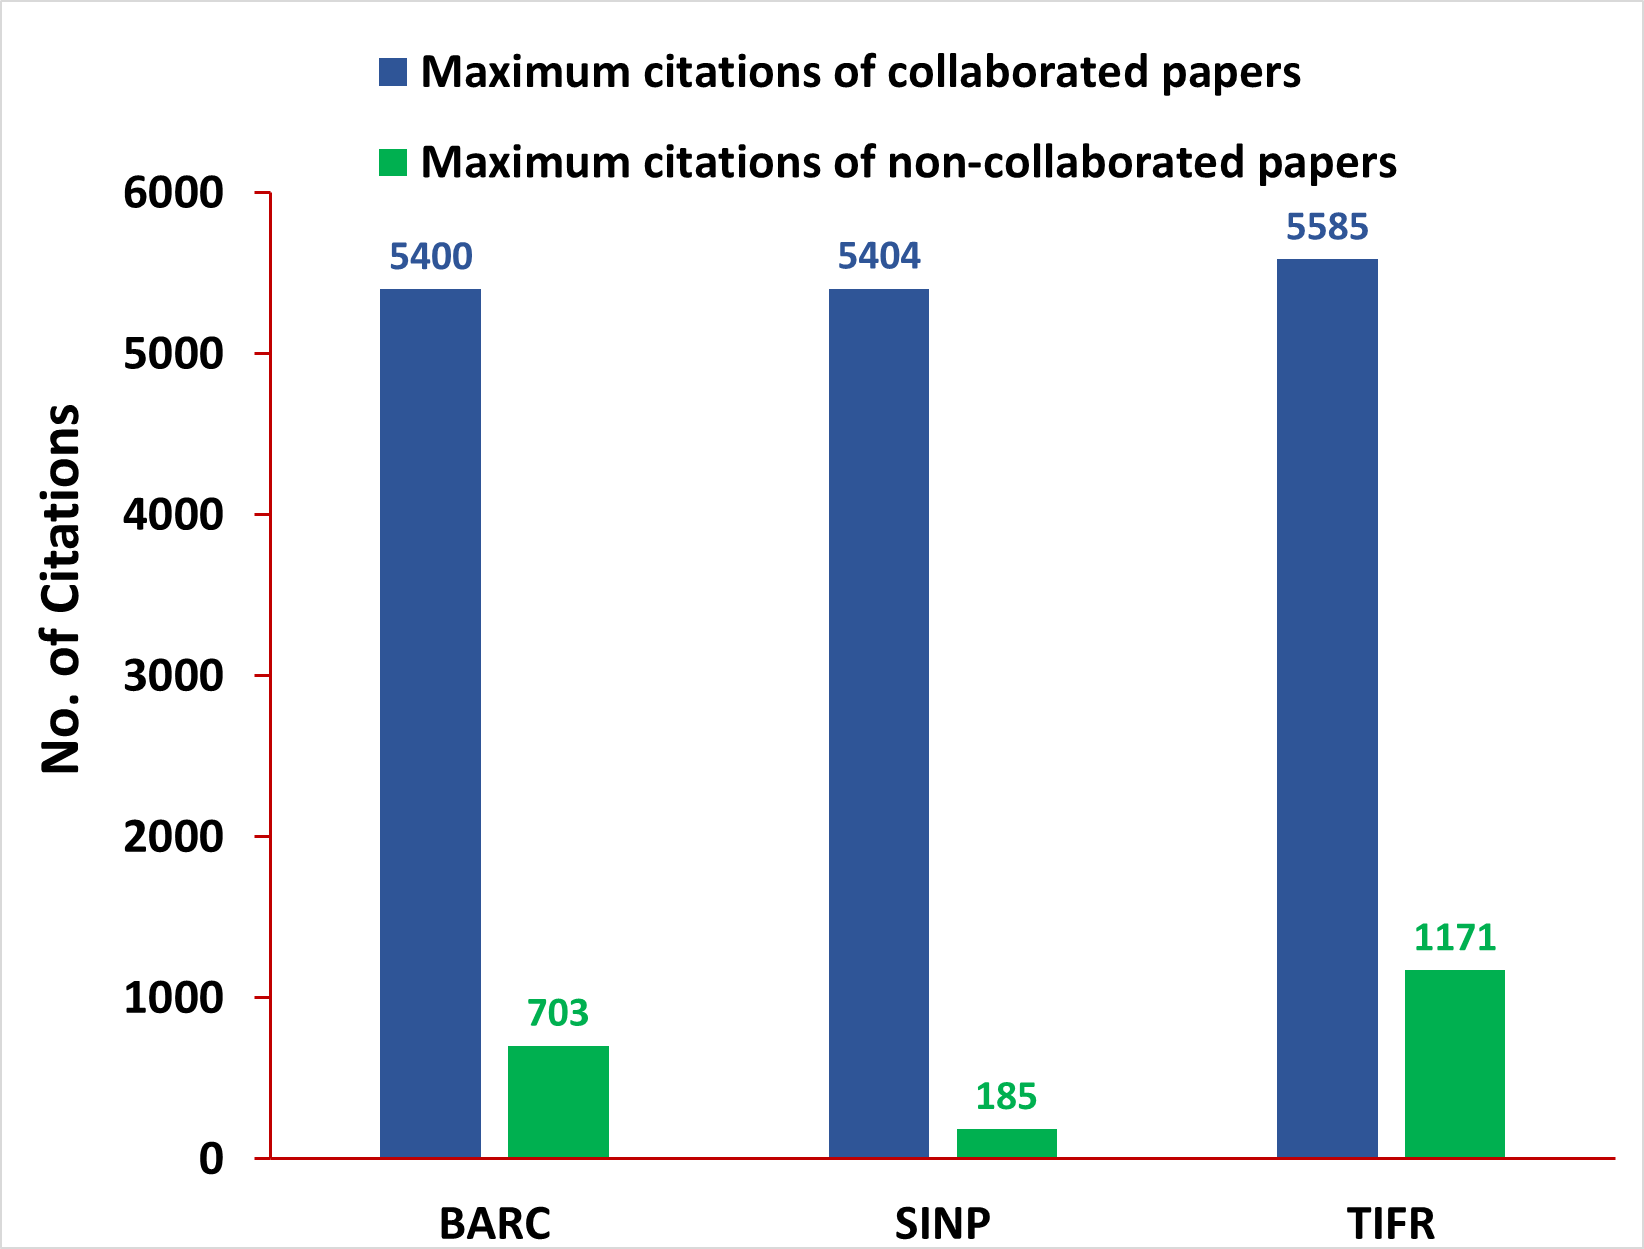 Maximum citations of collaborated papers
Maximum citations of non-collaborated papers
No. of Citations
6000
5000
4000
3000
2000
1000
0
5400
703
5404
185
5585
1171
BARC
SINP
TIFR